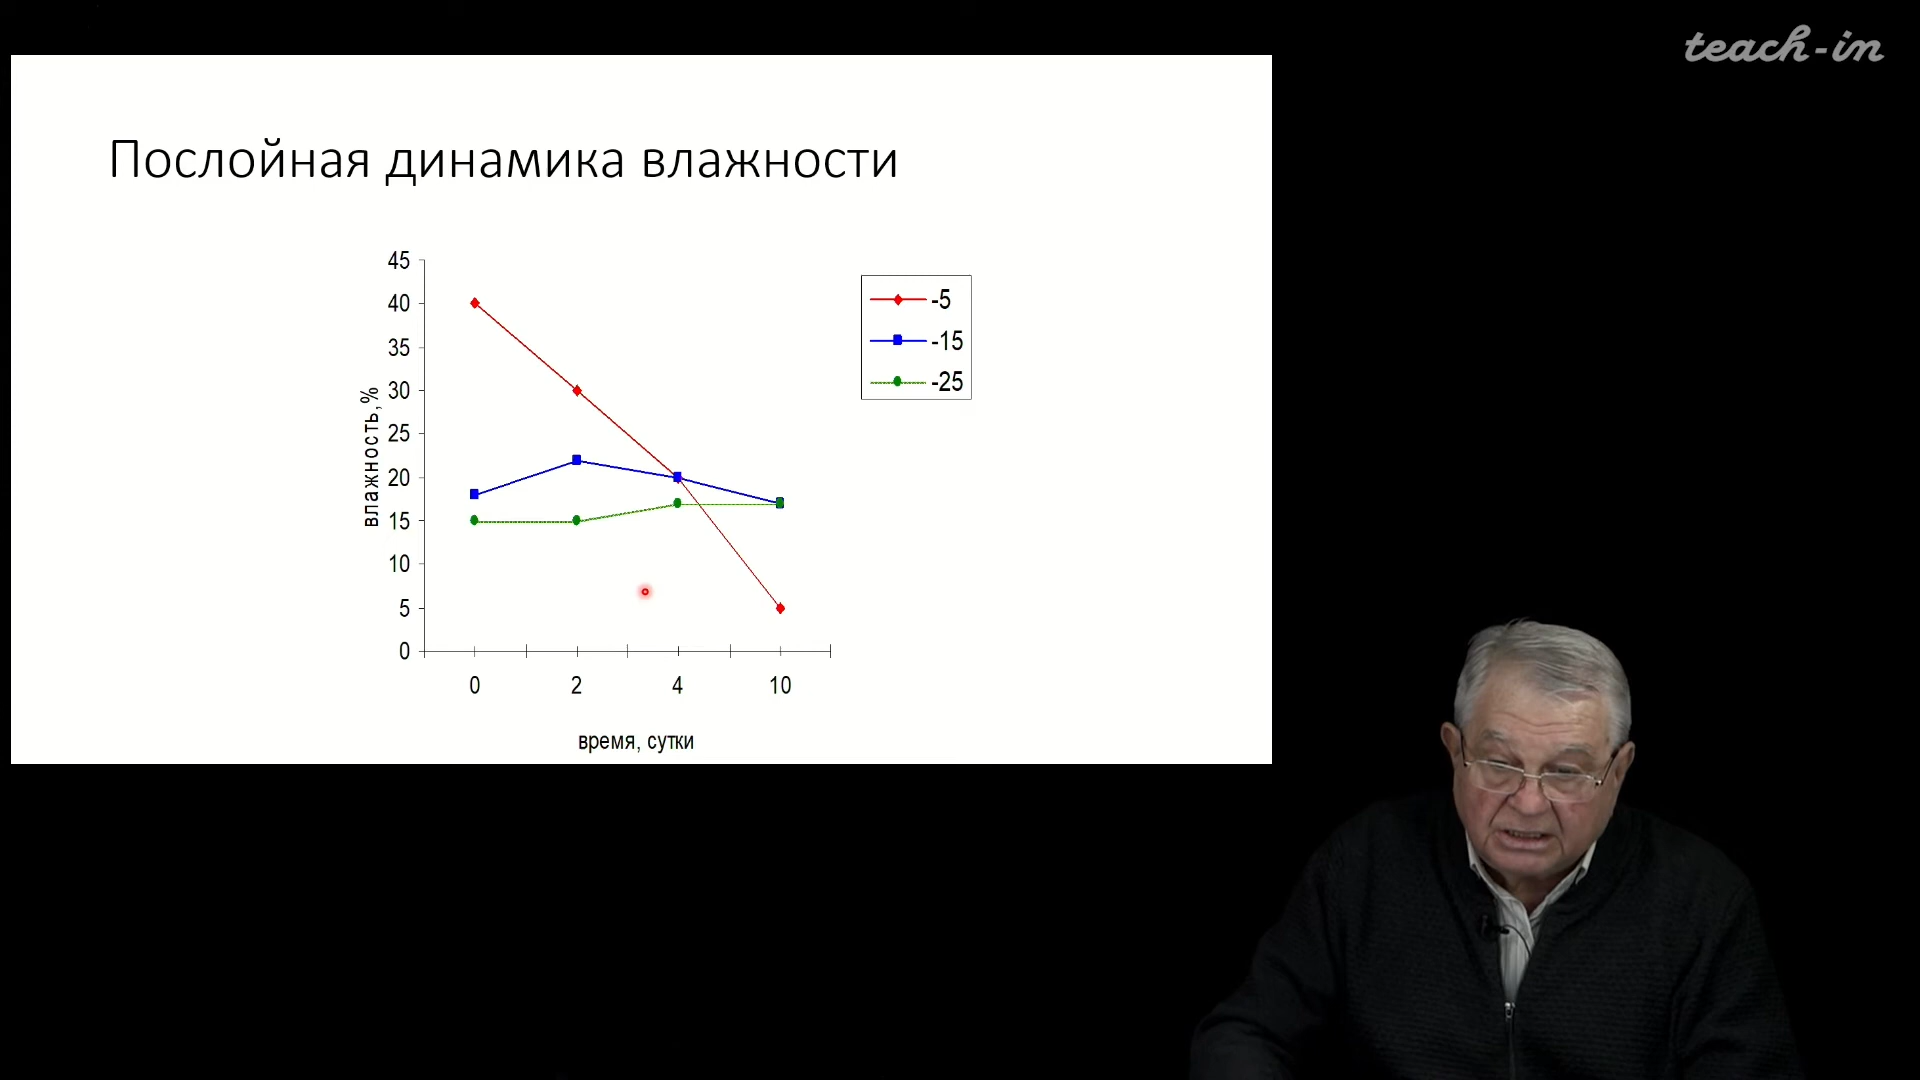 teach-in
Послойная динамика влажности
45
40
35
30
25
20
15
10
5
0
влажность,%
0 2 4 10
время, сутки
-5
-15
-25